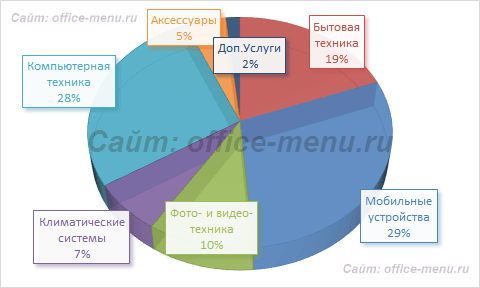 Сайт: office-menu.ru
Аксессуары
5%
Доп.Услуги
2%
Бытовая
техника
19%
Компьютерная
техника
28%
Сайт: office-menu.ru
Мобильные
устройства
29%
Климатические
системы
7%
Фото- и видео-
техника
10%
Сайт: office-menu.ru